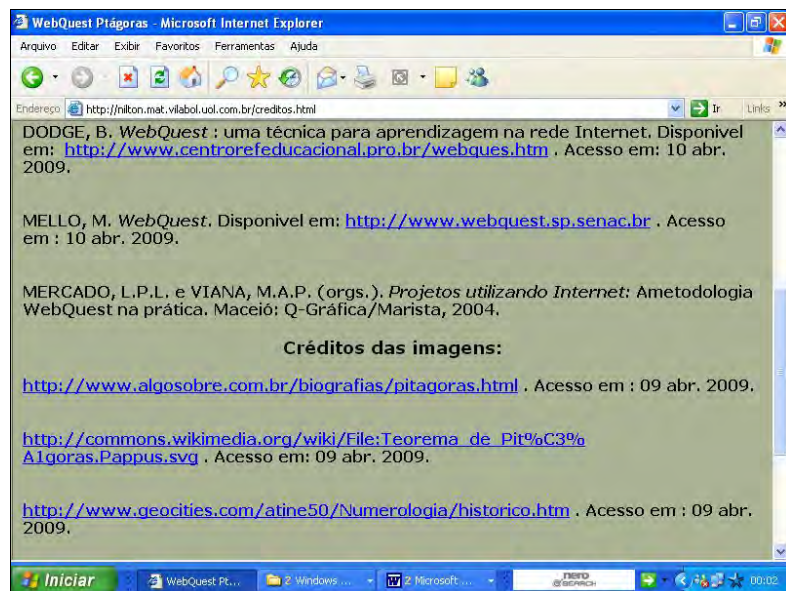 WebQuest Ptágoras - Microsoft Internet Explorer
Arquivo Editar Exibir Favoritos Ferramentas Ajuda
Endereço http://nilton.mat.vilabol.uol.com.br/creditos.html Ir Links »
DODGE, B. WebQuest : uma técnica para aprendizagem na rede Internet. Disponivel
em: http://www.centrorefeducacional.pro.br/webques.htm . Acesso em: 10 abr.
2009.
MELLO, M. WebQuest. Disponivel em: http://www.webquest.sp.senac.br . Acesso
em : 10 abr. 2009.
MERCADO, L.P.L. e VIANA, M.A.P. (orgs.). Projetos utilizando Internet: Ametodologia
WebQuest na prática. Maceió: Q-Gráfica/Marista, 2004.
Créditos das imagens:
http://www.algosobre.com.br/biografias/pitagoras.html . Acesso em : 09 abr. 2009.
http://commons.wikimedia.org/wiki/File:Teorema_de_Pit%C3%
A1goras.Pappus.svg . Acesso em: 09 abr. 2009.
http://www.geocities.com/atine50/Numerologia/historico.htm . Acesso em : 09 abr.
2009.
Iniciar WebQuest Pt... 2 Windows ... 2 Microsoft ... nero SEARCH 00:02